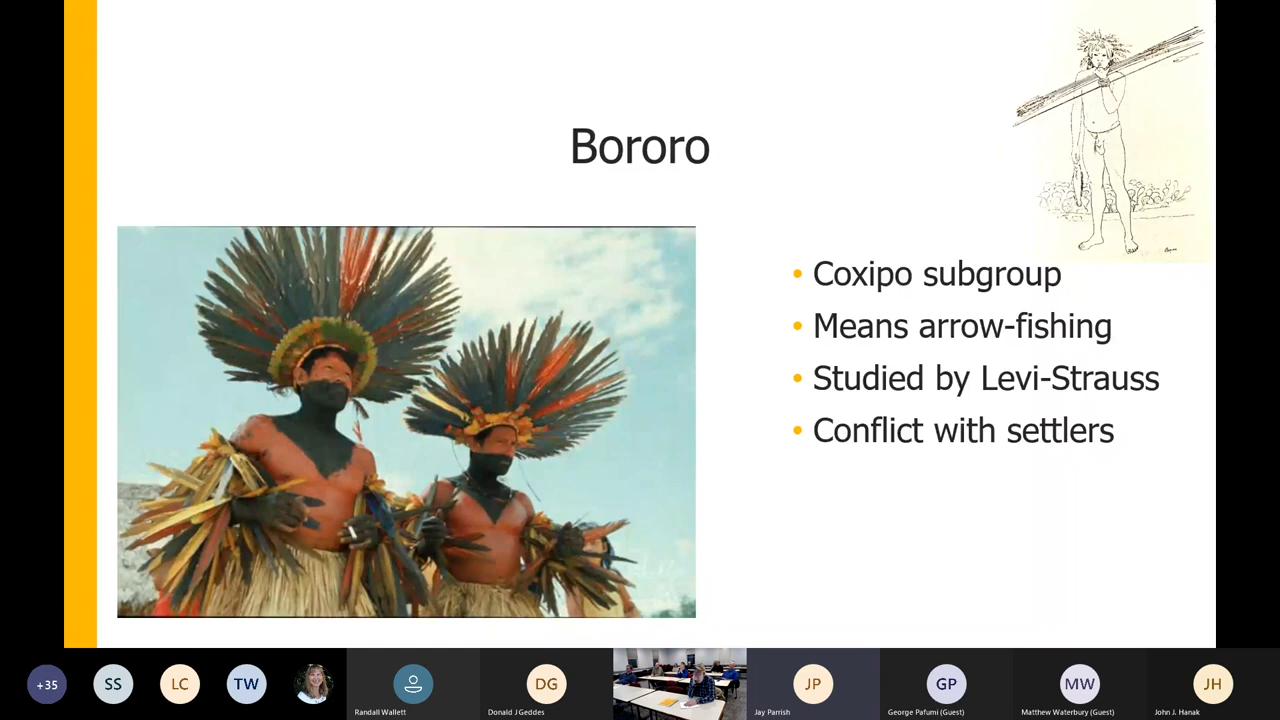 Bororo
• Coxipo subgroup
• Means arrow-fishing
• Studied by Levi-Strauss
• Conflict with settlers
+35
SS
LC
TW
Randall Wallett
DG
Donald J Geddes
JP
Jay Parrish
GP
George Pafumi (Guest)
MW
Matthew Waterbury (Guest)
JH
John J. Hanak